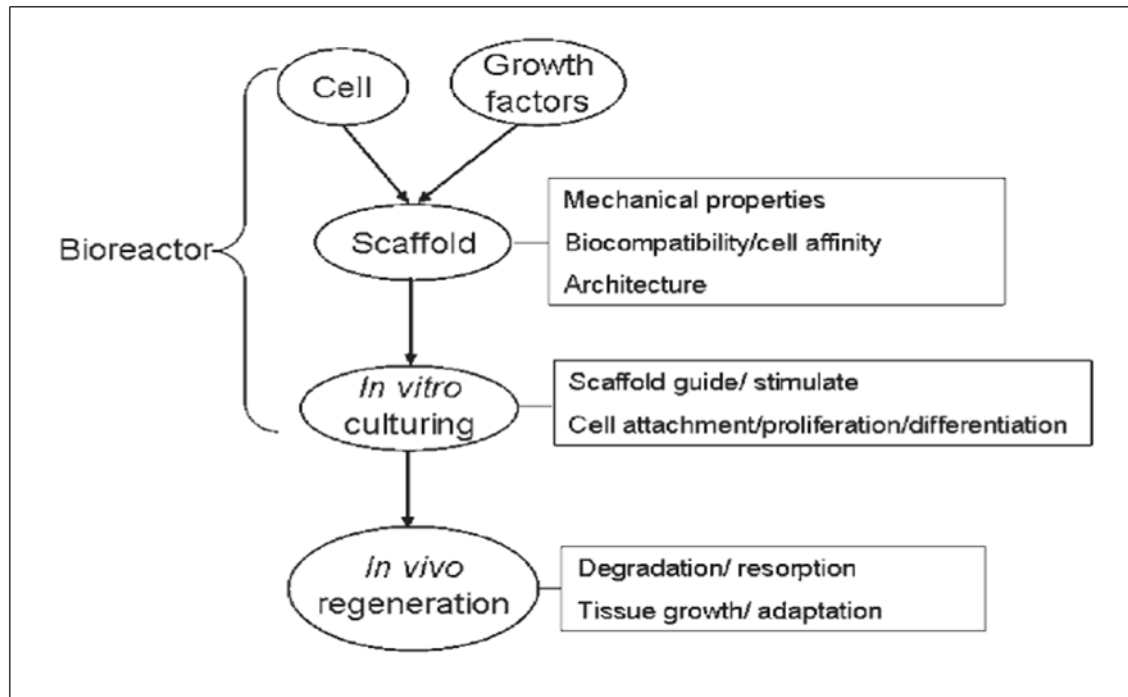 Cell
Growth
factors
Bioreactor
Scaffold
Mechanical properties
Biocompatibility/cell affinity
Architecture
In vitro
culturing
Scaffold guide/ stimulate
Cell attachment/proliferation/differentiation
In vivo
regeneration
Degradation/ resorption
Tissue growth/ adaptation